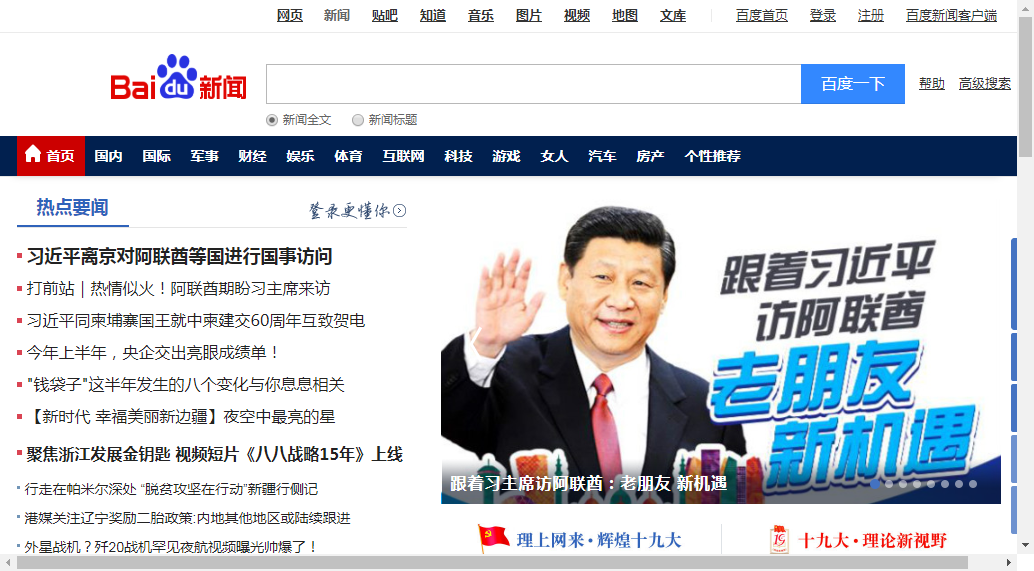 网页 新闻 贴吧 知道 音乐 图片 视频 地图 文库 百度首页 登录 注册 百度新闻客户端
Bai du 新闻
百度一下 帮助 高级搜索
新闻全文 新闻标题
首页 国内 国际 军事 财经 娱乐 体育 互联网 科技 游戏 女人 汽车 房产 个性推荐
热点要闻 登录更懂你
习近平离京对阿联酋等国进行国事访问
打前站｜热情似火！阿联酋期盼习主席来访
习近平同柬埔寨国王就中柬建交60周年互致贺电
今年上半年，央企交出亮眼成绩单！
"钱袋子"这半年发生的八个变化与你息息相关
【新时代 幸福美丽新边疆】夜空中最亮的星
聚焦浙江发展金钥匙 视频短片《八八战略15年》上线
行走在帕米尔深处 “脱贫攻坚在行动”新疆行侧记
港媒关注辽宁奖励二胎政策:内地其他地区或陆续跟进
外星战机？歼20战机罕见夜航视频曝光帅爆了！
跟着习近平
访阿联酋
老朋友
新机遇
跟着习主席访阿联酋：老朋友 新机遇
理上网来·辉煌十九大
19
十九大·理论新视野